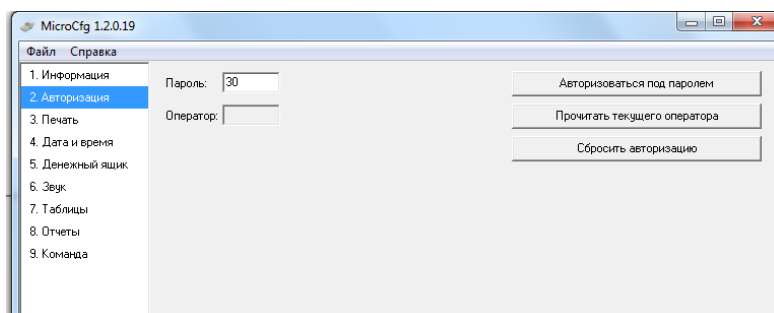 MicroCfg 1.2.0.19
Файл Справка
1. Информация
2. Авторизация
3. Печать
4. Дата и время
5. Денежный ящик
6. Звук
7. Таблицы
8. Отчеты
9. Команда
Пароль: 30
Оператор:
Авторизоваться под паролем
Прочитать текущего оператора
Сбросить авторизацию